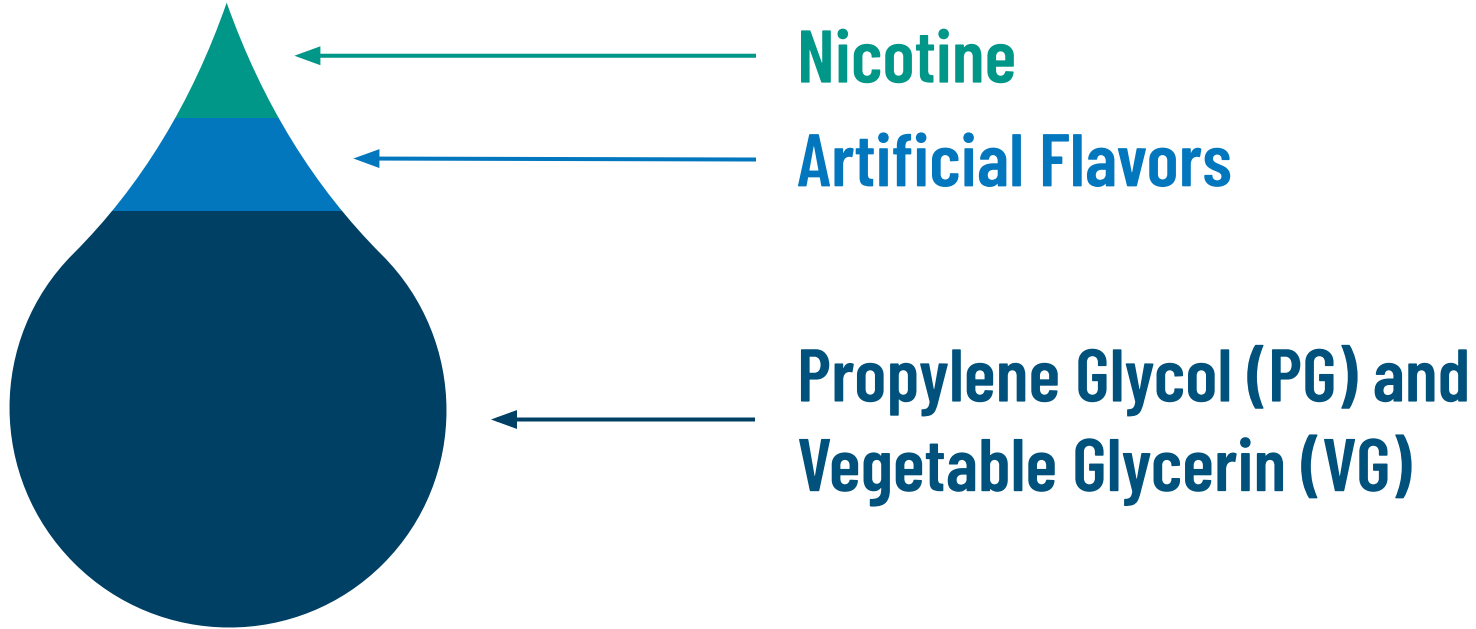 Nicotine
Artificial Flavors
Propylene Glycol (PG) and
Vegetable Glycerin (VG)